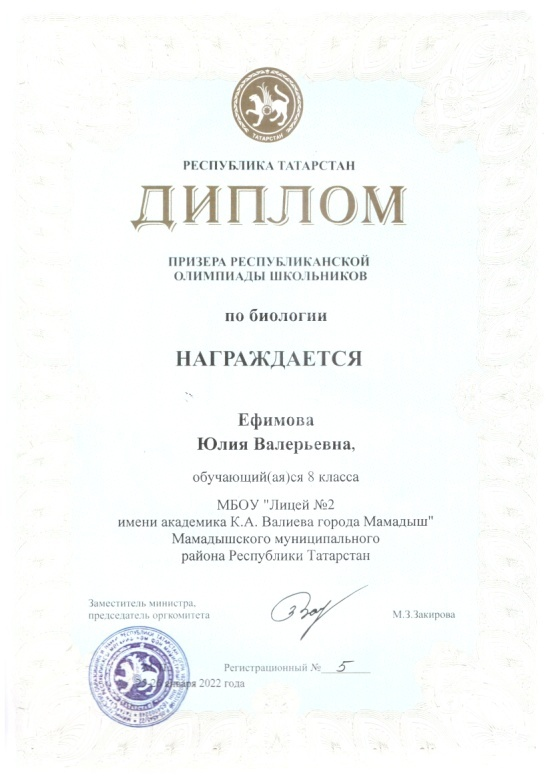 ТАТАРСТАН
РЕСПУБЛИКА ТАТАРСТАН
ДИПЛОМ
ПРИЗЕРА РЕСПУБЛИКАНСКОЙ
ОЛИМПИАДЫ ШКОЛЬНИКОВ
по биологии
НАГРАЖДАЕТСЯ
Ефимова
Юлия Валерьевна,
обучающий(ая)ся 8 класса
МБОУ "Лицей №2
имени академика К.А. Валиева города Мамадыш"
Мамадышского муниципального
района Республики Татарстан
Заместитель министра,
председатель оргкомитета
М.З.Закирова
Регистрационный № 5
января 2022 года